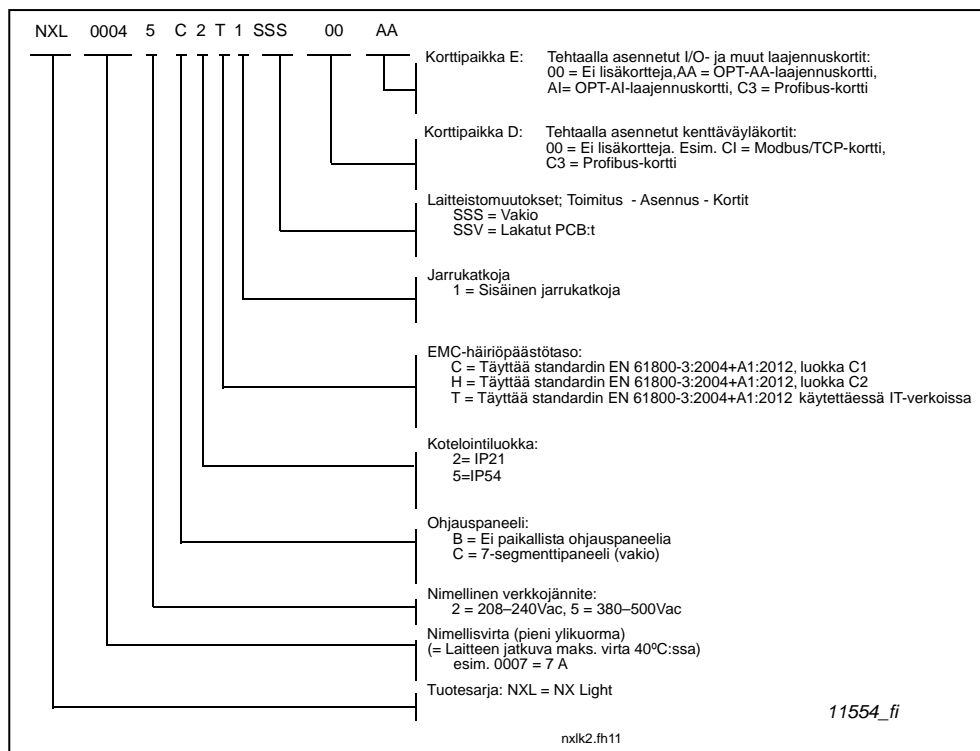 NXL 0004 5 C 2 T 1 SSS 00 AA
Korttipaikka E: Tehtaalla asennetut I/O- ja muut laajennuskortit:
00 = Ei lisäkortteja,AA = OPT-AA-laajennuskortti,
AI= OPT-AI-laajennuskortti, C3 = Profibus-kortti
Korttipaikka D: Tehtaalla asennetut kenttäväyläkortit:
00 = Ei lisäkortteja. Esim. CI = Modbus/TCP-kortti,
C3 = Profibus-kortti
Laitteistomuutokset; Toimitus - Asennus - Kortit
SSS = Vakio
SSV = Lakatut PCB:t
Jarrukatkoja
1 = Sisäinen jarrukatkoja
EMC-häiriöpäästötaso:
C = Täyttää standardin EN 61800-3:2004+A1:2012, luokka C1
H = Täyttää standardin EN 61800-3:2004+A1:2012, luokka C2
T = Täyttää standardin EN 61800-3:2004+A1:2012 käytettäessä IT-verkoissa
Kotelointiluokka:
2= IP21
5=IP54
Ohjauspaneeli:
B = Ei paikallista ohjauspaneelia
C = 7-segmenttipaneeli (vakio)
Nimellinen verkkojännite:
2 = 208–240Vac, 5 = 380–500Vac
Nimellisvirta (pieni ylikuorma)
(= Laitteen jatkuva maks. virta 40ºC:ssa)
esim. 0007 = 7 A
Tuotesarja: NXL = NX Light
11554_fi
nxlk2.fh11